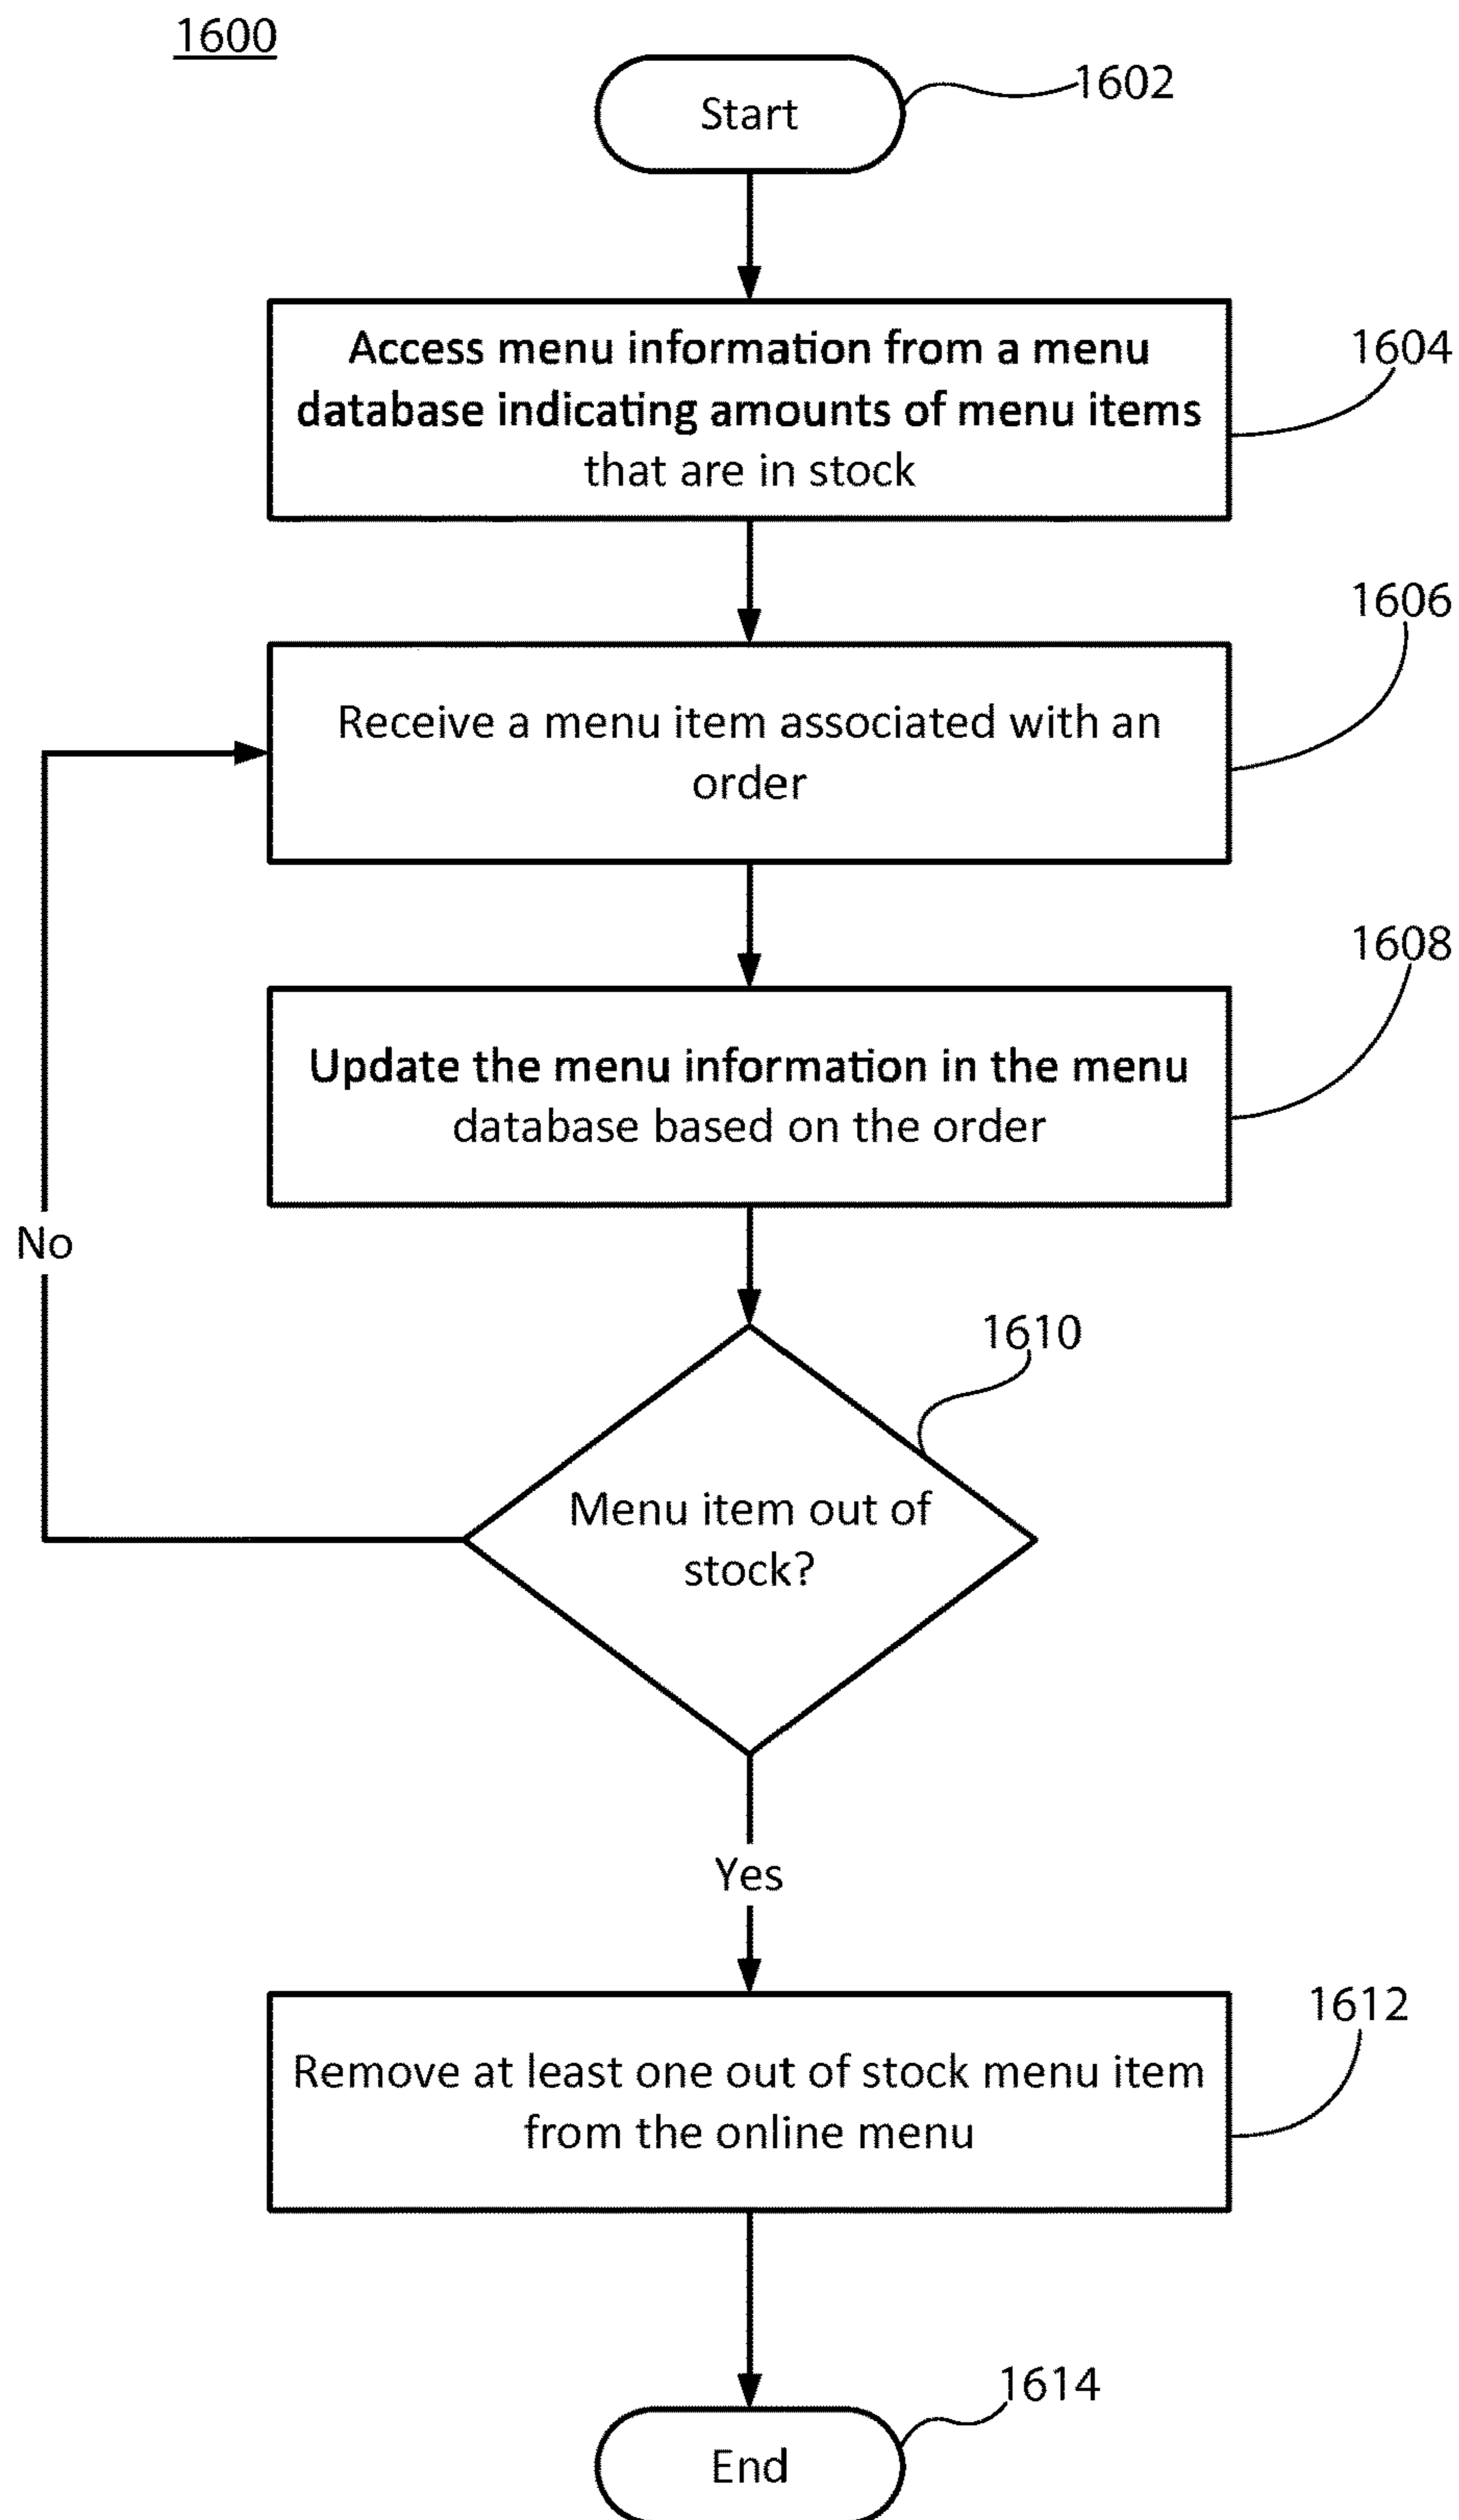 1600
Start
1602
Access menu information from a menu
database indicating amounts of menu items
that are in stock
1604
Receive a menu item associated with an
order
1606
Update the menu information in the menu
database based on the order
1608
No
Menu item out of
stock?
1610
Yes
Remove at least one out of stock menu item
from the online menu
1612
End
1614